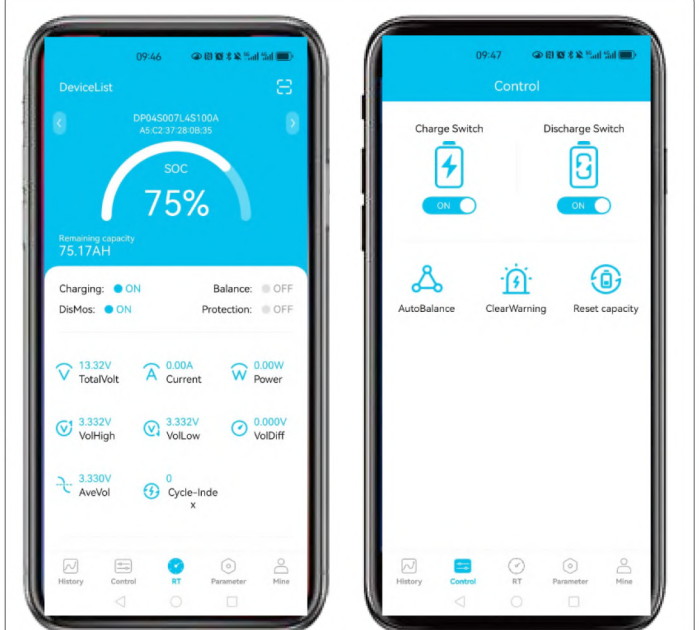 09:46
DeviceList
DP04S007L4S100A
A5:C2:37:28:0B:35
SOC
75%
Remaining capacity
75.17AH
Charging: ON Balance: OFF
DisMos: ON Protection: OFF
13.32V
TotalVolt
0.00A
Current
0.00W
Power
3.332V
VolHigh
3.332V
VolLow
0.000V
VolDiff
3.330V
AveVol
0
Cycle-Inde
x
History Control RT Parameter Mine
09:47
Control
Charge Switch Discharge Switch
ON ON
AutoBalance ClearWarning Reset capacity
History Control RT Parameter Mine